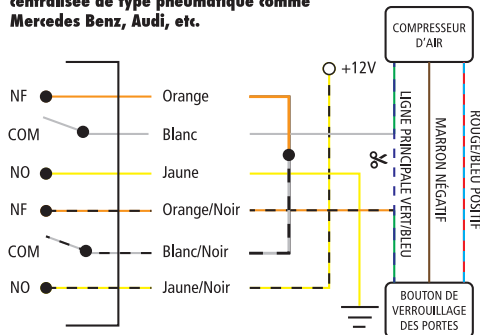 centralisée de type pneumatique comme
Mercedes Benz, Audi, etc.
COMPRESSEUR
D'AIR
+12V
NF Orange
COM Blanc
NO Jaune
NF Orange/Noir
COM Blanc/Noir
NO Jaune/Noir
LIGNE PRINCIPALE VERT/BLEU
MARRON NÉGATIF
ROUGE/BLEU POSITIF
BOUTON DE
VERROUILLAGE
DES PORTES